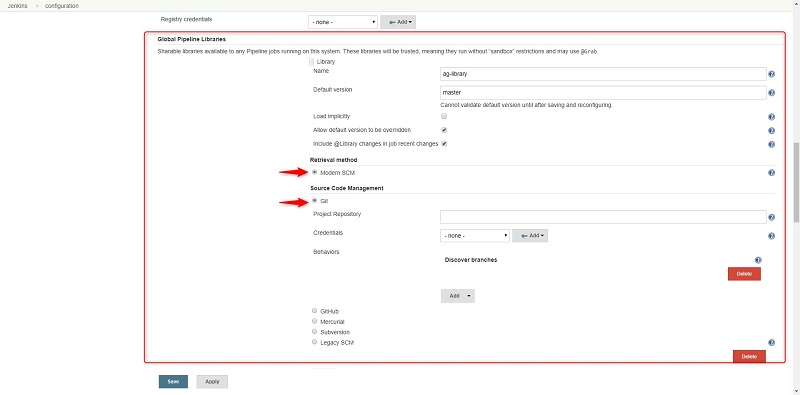 Jenkins › configuration
Registry credentials
- none - Add
Global Pipeline Libraries
Sharable libraries available to any Pipeline jobs running on this system. These libraries will be trusted, meaning they run without "sandbox" restrictions and may use @Grab.
Library
Name ag-library
Default version master
Cannot validate default version until after saving and reconfiguring.
Load implicitly
Allow default version to be overridden
Include @Library changes in job recent changes
Retrieval method
Modern SCM
Source Code Management
Git
Project Repository
Credentials - none - Add
Behaviors
Discover branches
Delete
Add
GitHub
Mercurial
Subversion
Legacy SCM
Delete
Save Apply